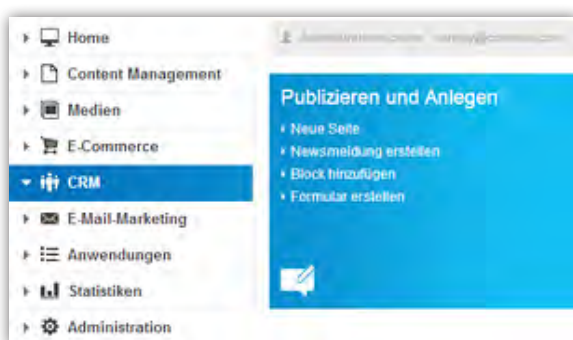 Home
Content Management
Medien
E-Commerce
CRM
E-Mail-Marketing
Anwendungen
Statistiken
Administration
Publizieren und Anlegen
Neue Seite
Newsmeldung erstellen
Block hinzufügen
Formular erstellen